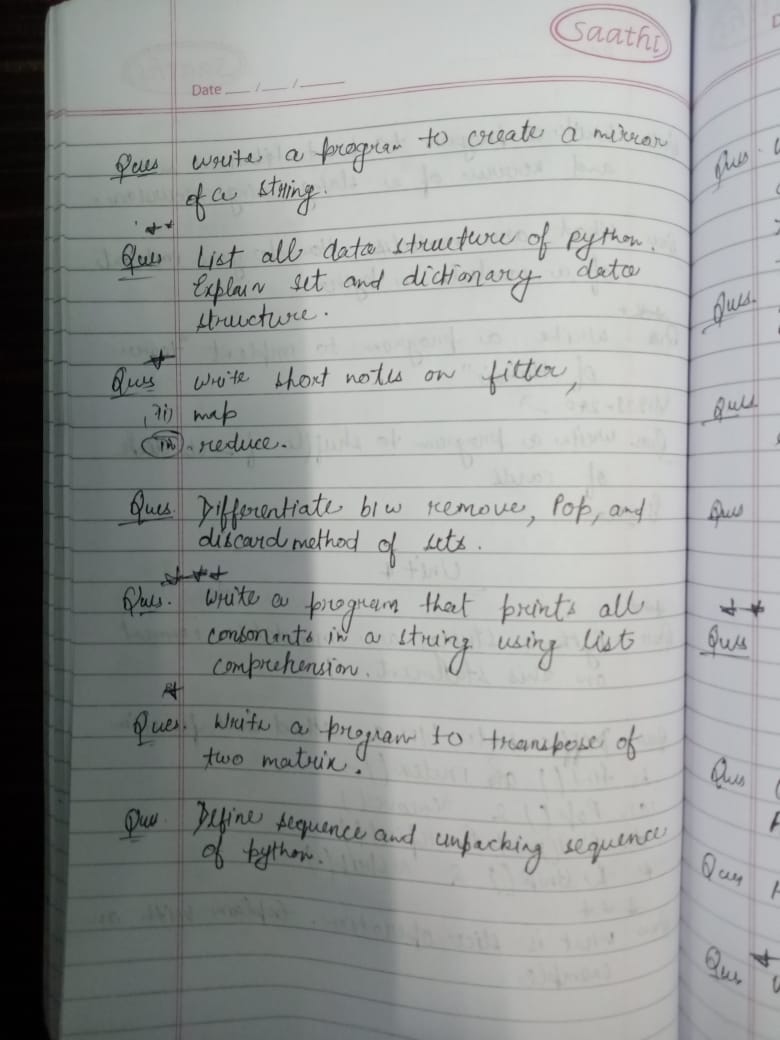 Saathi
Date __/__/__
Ques write a program to create a mirror
of a string.
Ques List all data structure of python.
Explain set and dictionary data
structure.
Ques write short notes on filter,
(ii) map
(iii) reduce.
Ques. Differentiate b/w remove, Pop, and
discard method of sets.
Ques. write a program that prints all
consonants in a string using list
comprehension.
Ques. write a program to transpose of
two matrix.
Ques Define sequence and unpacking sequence
of python.
Ques.
Ques.
Ques
Ques
Ques
Ques
Ques
Ques